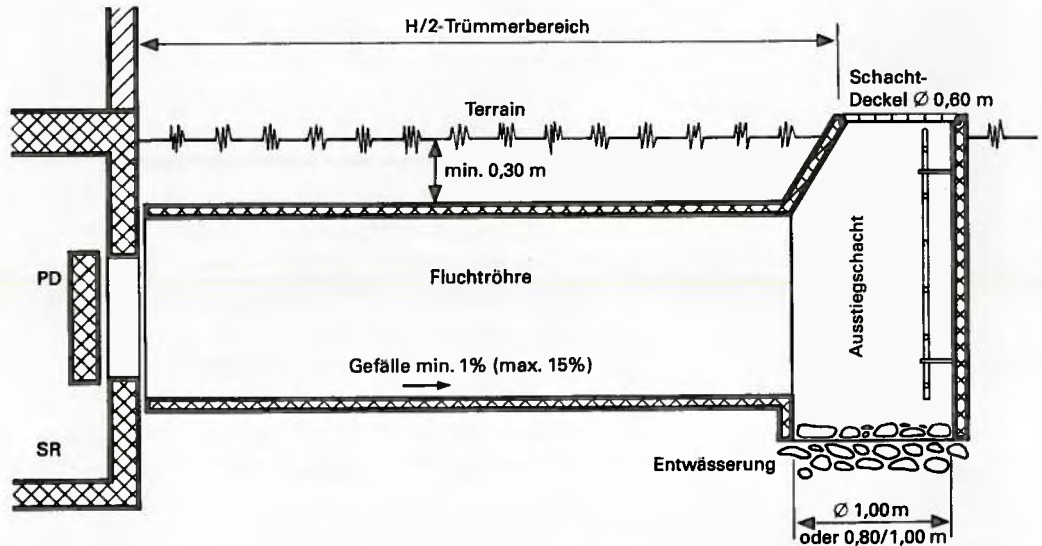 H/2-Trümmerbereich
Schacht-
Deckel Ø 0,60 m
Terrain
min. 0,30 m
PD
Fluchtröhre
Ausstiegschacht
Gefälle min. 1% (max. 15%)
SR
Entwässerung
Ø 1,00 m
oder 0,80/1,00 m